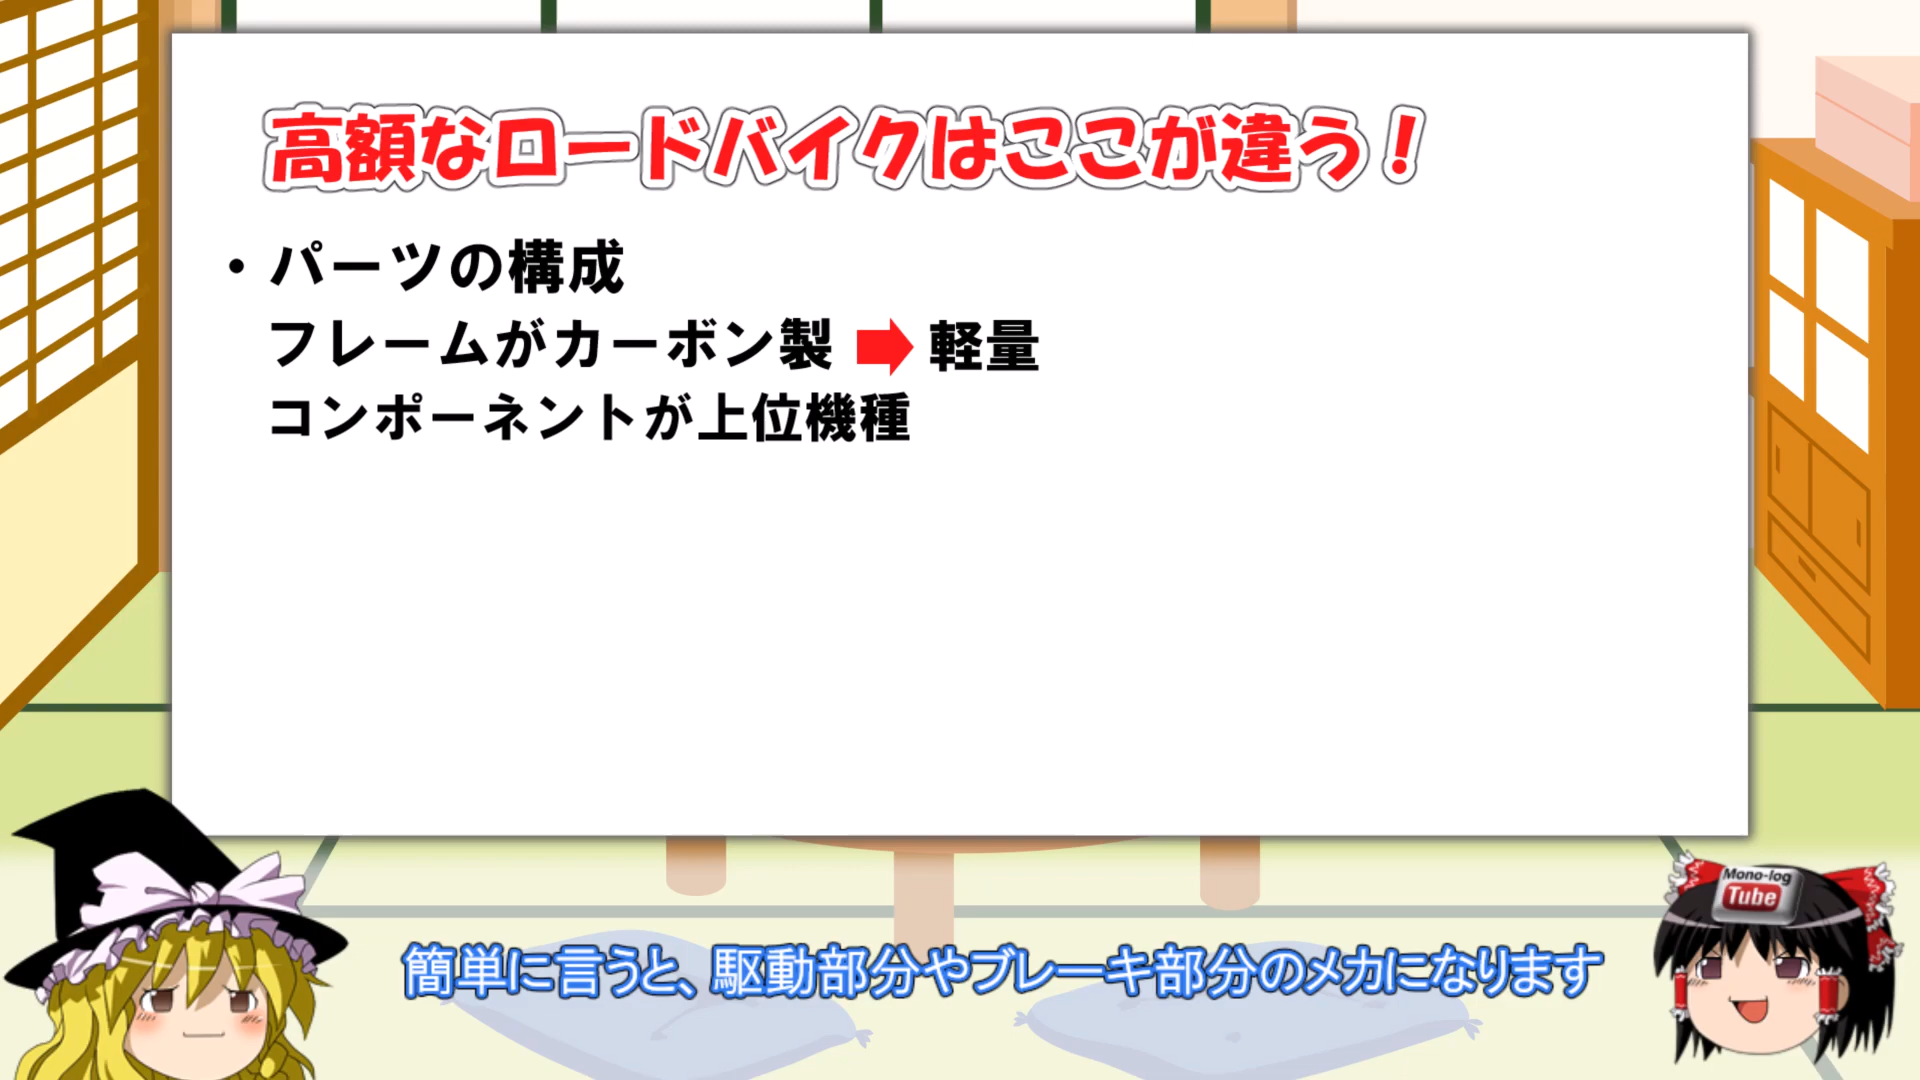 高額なロードバイクはここが違う！
・パーツの構成
フレームがカーボン製 ➡ 軽量
コンポーネントが上位機種
Mono-log
Tube
簡単に言うと、駆動部分やブレーキ部分のメカになります